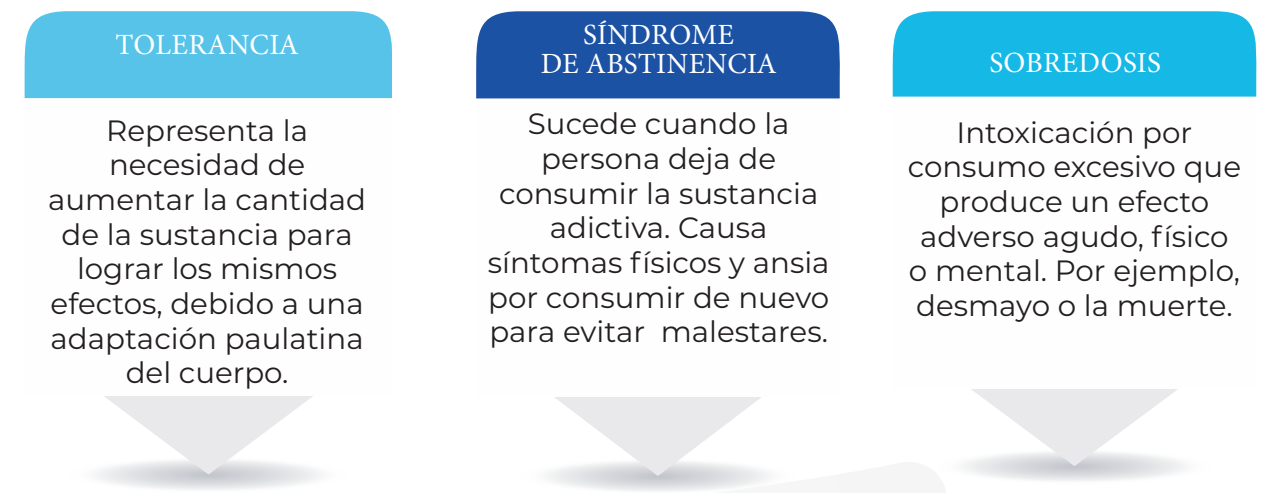 TOLERANCIA
Representa la
necesidad de
aumentar la cantidad
de la sustancia para
lograr los mismos
efectos, debido a una
adaptación paulatina
del cuerpo.
SÍNDROME
DE ABSTINENCIA
Sucede cuando la
persona deja de
consumir la sustancia
adictiva. Causa
síntomas físicos y ansia
por consumir de nuevo
para evitar  malestares.
SOBREDOSIS
Intoxicación por
consumo excesivo que
produce un efecto
adverso agudo, físico
o mental. Por ejemplo,
desmayo o la muerte.